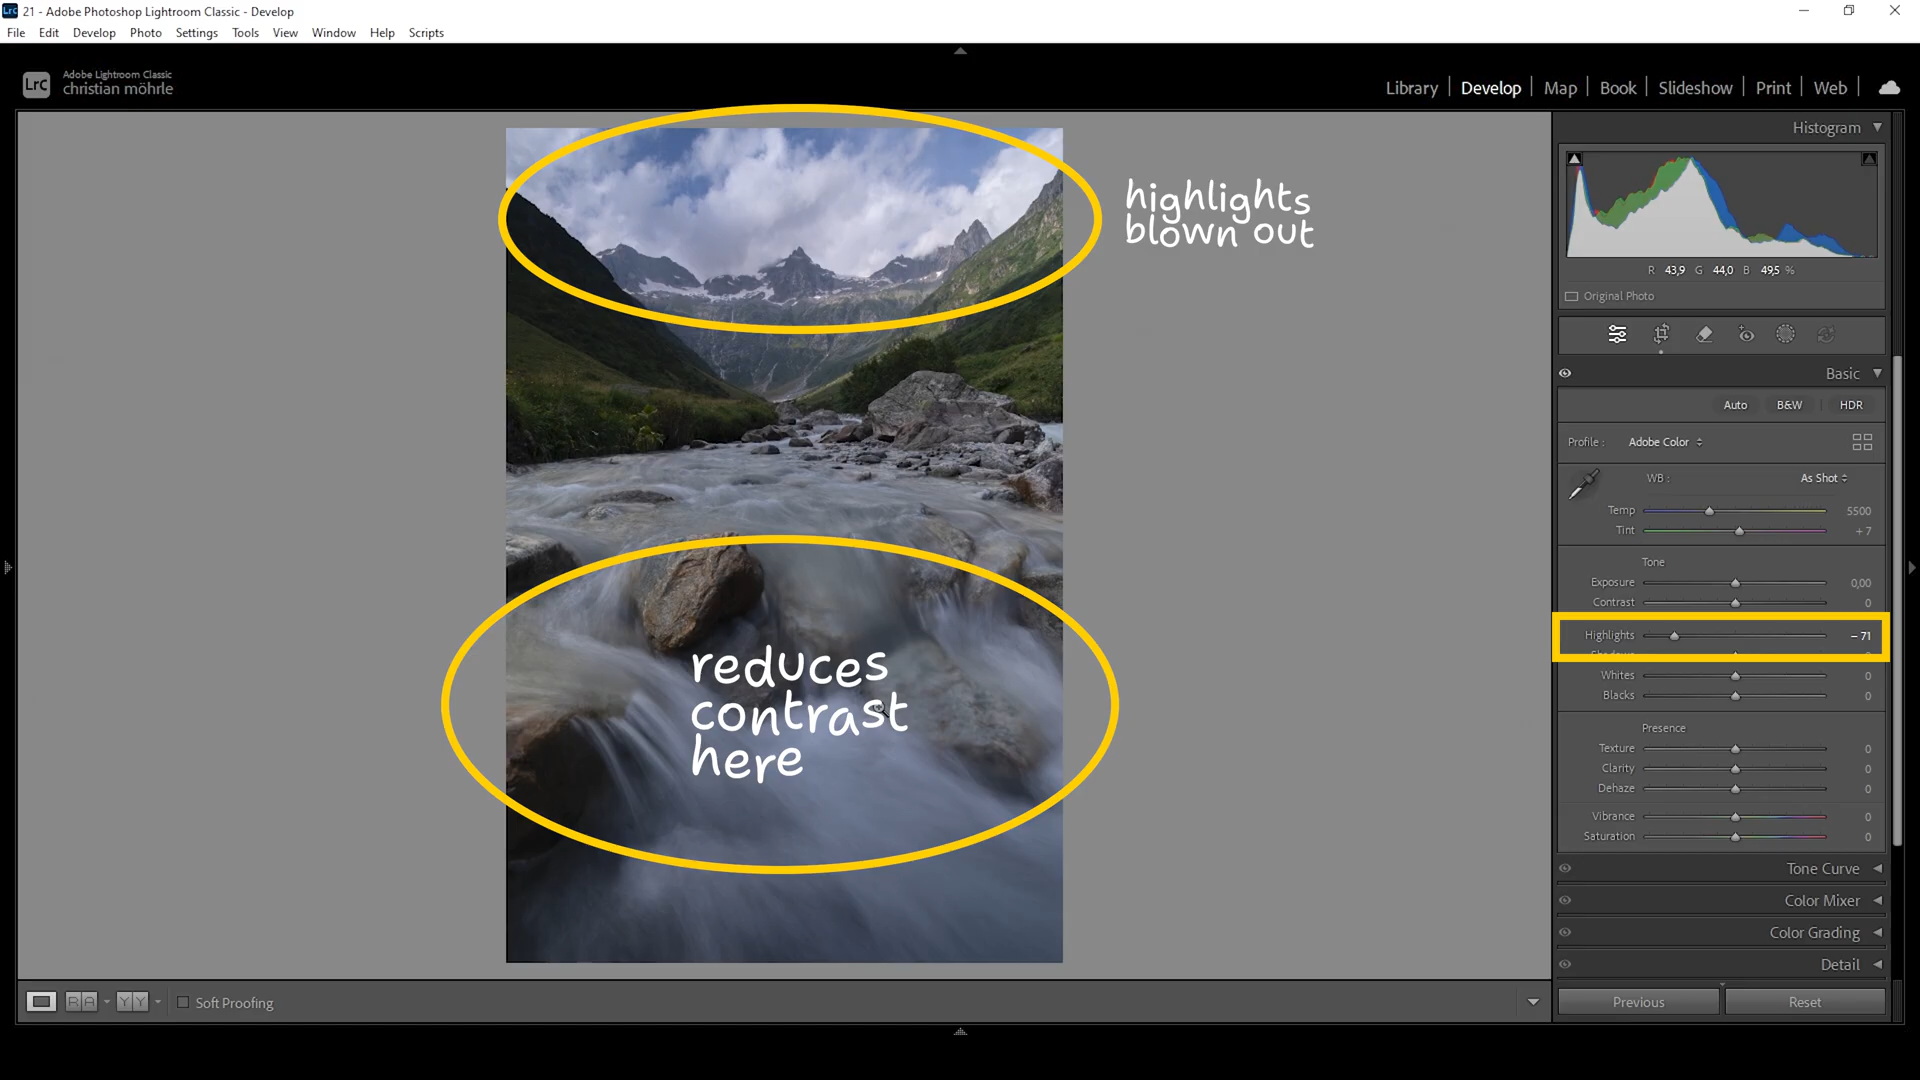 21 - Adobe Photoshop Lightroom Classic - Develop
File Edit Develop Photo Settings Tools View Window Help Scripts
LrC
Adobe Lightroom Classic
christian möhrle
Library | Develop | Map | Book | Slideshow | Print | Web |
Histogram
R 43,9 G 44,0 B 49,5 %
Original Photo
highlights
blown out
Basic
Auto B&W HDR
Profile : Adobe Color
WB : As Shot
Temp 5500
Tint + 7
Tone
Exposure 0,00
Contrast 0
Highlights – 71
Shadows 0
Whites 0
Blacks 0
Presence
Texture 0
Clarity 0
Dehaze 0
Vibrance 0
Saturation 0
Tone Curve
Color Mixer
Color Grading
Detail
reduces
contrast
here
RA YY Soft Proofing
Previous Reset